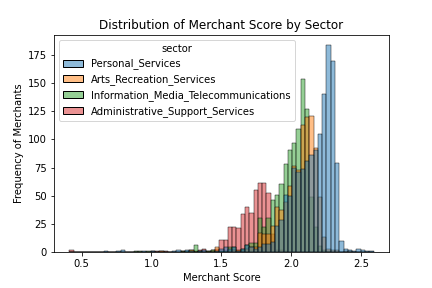 Distribution of Merchant Score by Sector
sector
Personal_Services
Arts_Recreation_Services
Information_Media_Telecommunications
Administrative_Support_Services
Frequency of Merchants
175
150
125
100
75
50
25
0
0.5 1.0 1.5 2.0 2.5
Merchant Score